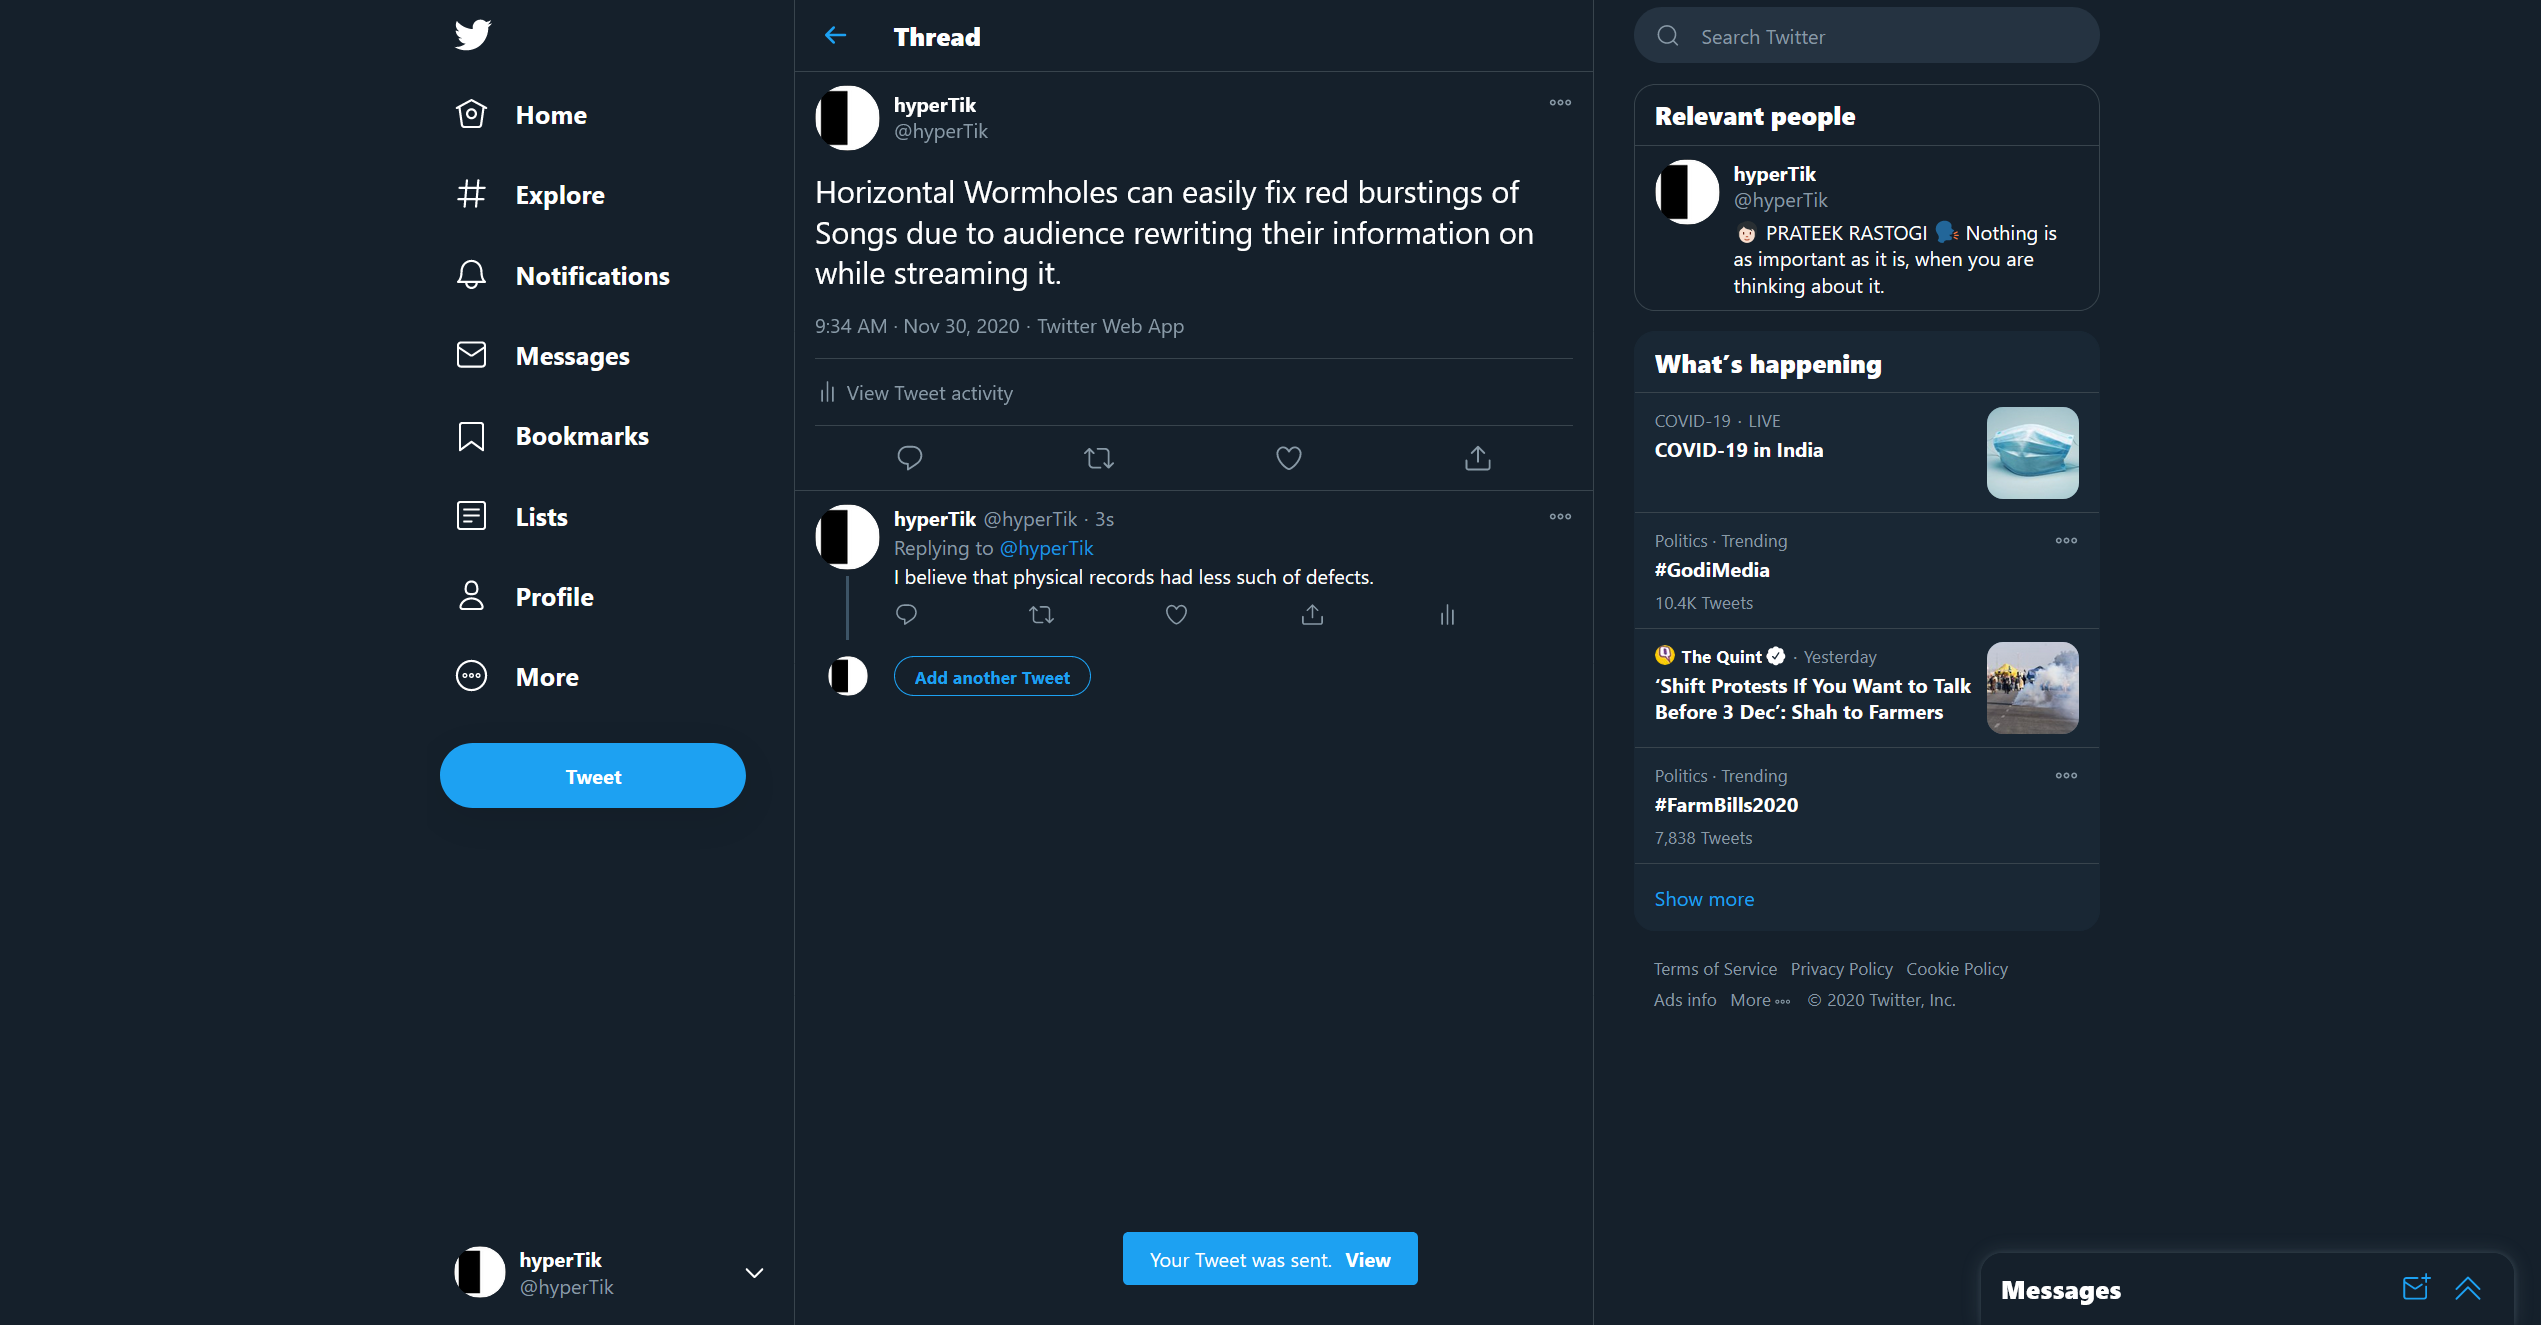 Home
Explore
Notifications
Messages
Bookmarks
Lists
Profile
More
Tweet
hyperTik
@hyperTik
Thread
hyperTik
@hyperTik
Horizontal Wormholes can easily fix red burstings of
Songs due to audience rewriting their information on
while streaming it.
9:34 AM · Nov 30, 2020 · Twitter Web App
View Tweet activity
hyperTik @hyperTik · 3s
Replying to @hyperTik
I believe that physical records had less such of defects.
Add another Tweet
Your Tweet was sent. View
Search Twitter
Relevant people
hyperTik
@hyperTik
PRATEEK RASTOGI Nothing is
as important as it is, when you are
thinking about it.
What's happening
COVID-19 · LIVE
COVID-19 in India
Politics · Trending
#GodiMedia
10.4K Tweets
The Quint · Yesterday
‘Shift Protests If You Want to Talk
Before 3 Dec’: Shah to Farmers
Politics · Trending
#FarmBills2020
7,838 Tweets
Show more
Terms of Service Privacy Policy Cookie Policy
Ads info More © 2020 Twitter, Inc.
Messages